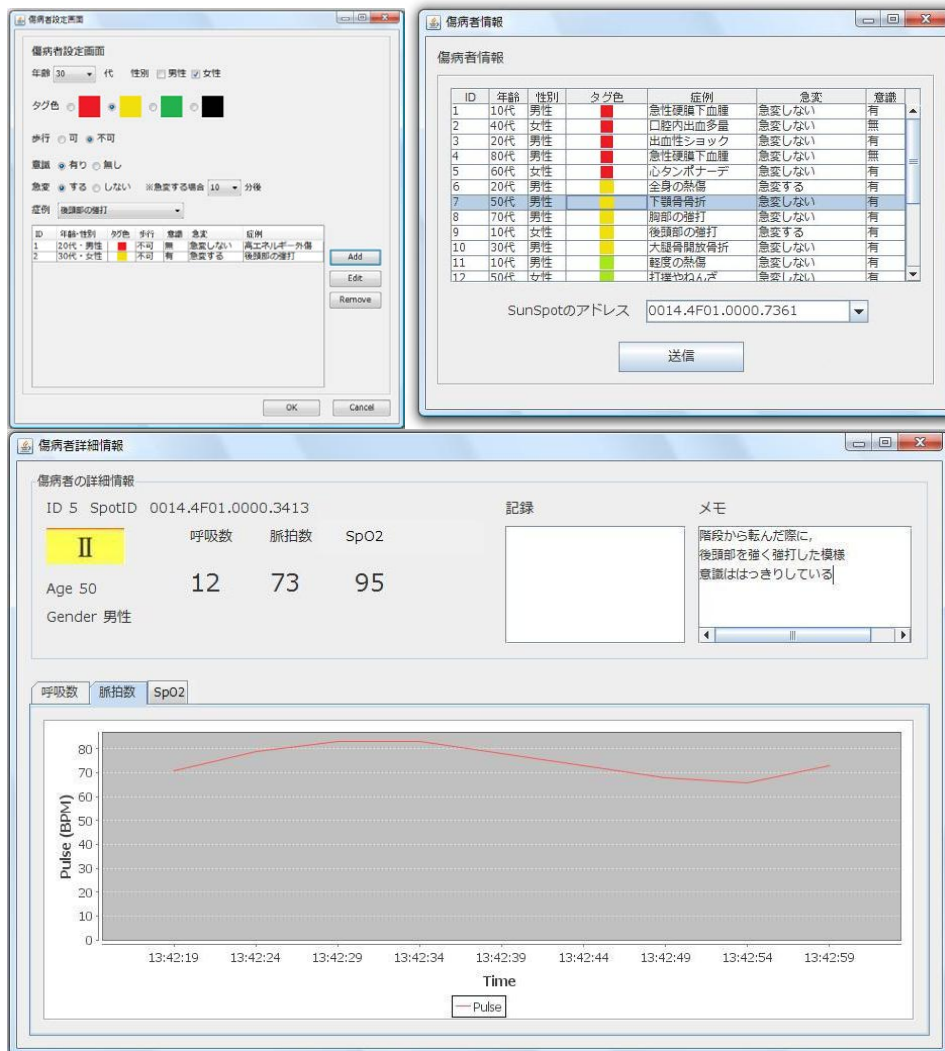 傷病者設定画面
傷病者設定画面
年齢 30 代 性別 男性 女性
タグ色
歩行 可 不可
意識 有り 無し
急変 する しない ※急変する場合 10 分後
症例 後頭部の強打
ID 年齢・性別 タグ色 歩行 意識 急変 症例
1 20代・男性 不可 無 急変しない 高エネルギー外傷
2 30代・女性 不可 有 急変する 後頭部の強打
Add
Edit
Remove
OK Cancel
傷病者情報
傷病者情報
ID 年齢 性別 タグ色 症例 急変 意識
1 10代 男性 急性硬膜下血腫 急変しない 有
2 40代 女性 口腔内出血多量 急変しない 無
3 20代 男性 出血性ショック 急変しない 有
4 80代 男性 急性硬膜下血腫 急変しない 無
5 60代 女性 心タンポナーデ 急変しない 有
6 20代 男性 全身の熱傷 急変する 有
7 50代 男性 下顎骨骨折 急変しない 有
8 70代 男性 胸部の強打 急変しない 有
9 10代 女性 後頭部の強打 急変する 有
10 30代 男性 大腿骨開放骨折 急変しない 有
11 10代 男性 軽度の熱傷 急変しない 有
12 50代 女性 打撲やねんざ 急変しない 有
SunSpotのアドレス 0014.4F01.0000.7361
送信
傷病者詳細情報
傷病者の詳細情報
ID 5 SpotID 0014.4F01.0000.3413
II
呼吸数 脈拍数 SpO2
12 73 95
Age 50
Gender 男性
記録
メモ
階段から転んだ際に,
後頭部を強く強打した模様
意識ははっきりしている
呼吸数 脈拍数 SpO2
Pulse (BPM)
80
70
60
50
40
30
20
10
0
13:42:19 13:42:24 13:42:29 13:42:34 13:42:39 13:42:44 13:42:49 13:42:54 13:42:59
Time
Pulse